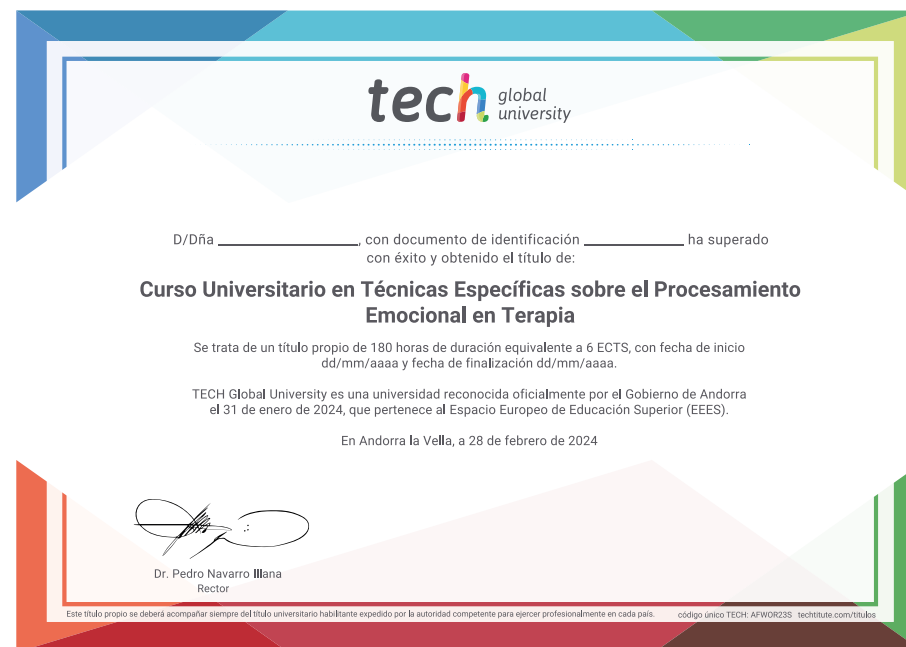 tech global university
D/Dña ______________, con documento de identificación __________ ha superado
con éxito y obtenido el título de:
Curso Universitario en Técnicas Específicas sobre el Procesamiento
Emocional en Terapia
Se trata de un título propio de 180 horas de duración equivalente a 6 ECTS, con fecha de inicio
dd/mm/aaaa y fecha de finalización dd/mm/aaaa.
TECH Global University es una universidad reconocida oficialmente por el Gobierno de Andorra
el 31 de enero de 2024, que pertenece al Espacio Europeo de Educación Superior (EEES).
En Andorra la Vella, a 28 de febrero de 2024
Dr. Pedro Navarro Illana
Rector
Este título propio se deberá acompañar siempre del título universitario habilitante expedido por la autoridad competente para ejercer profesionalmente en cada país. código único TECH: AFWOR23S techtitute.com/titulos